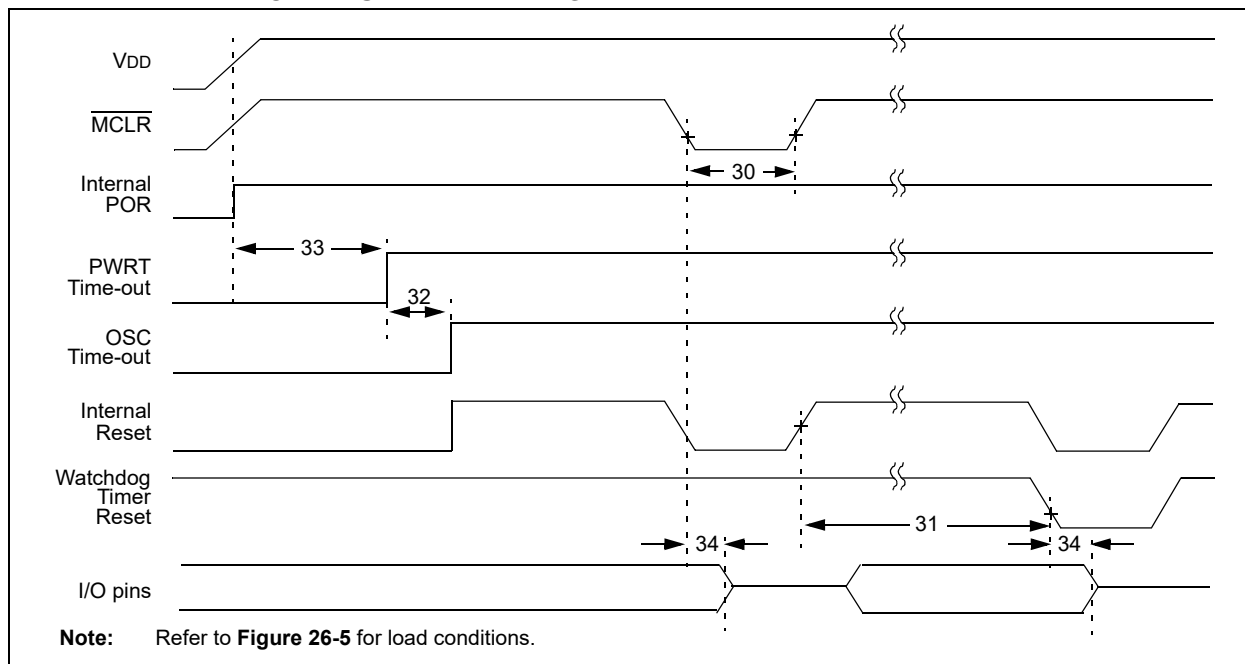 VDD
MCLR
30
Internal
POR
33
PWRT
Time-out
32
OSC
Time-out
Internal
Reset
Watchdog
Timer
Reset
31
34
34
I/O pins
Note: Refer to Figure 26-5 for load conditions.